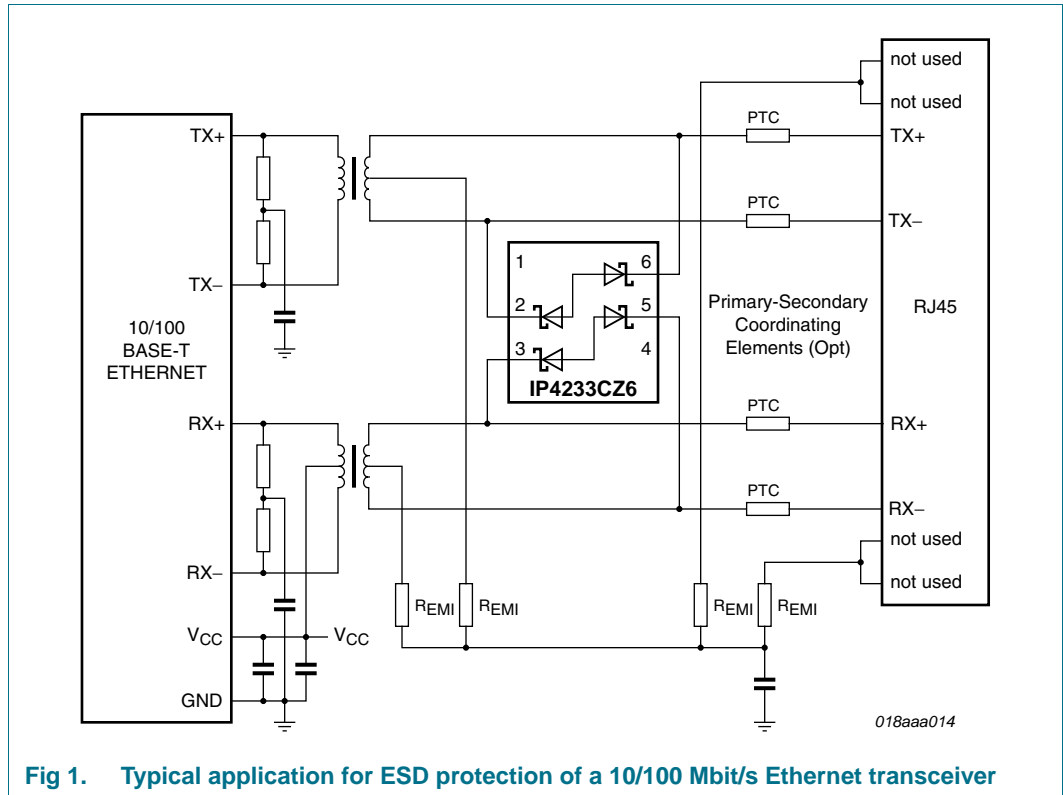 not used
not used
PTC
TX+
TX+
PTC
TX−
1
6
TX−
2
5
Primary-Secondary
Coordinating
Elements (Opt)
RJ45
10/100
BASE-T
ETHERNET
3
4
IP4233CZ6
RX+
PTC
RX+
PTC
RX−
not used
RX−
not used
REMI
REMI
REMI
REMI
VCC
VCC
GND
018aaa014
Fig 1. Typical application for ESD protection of a 10/100 Mbit/s Ethernet transceiver